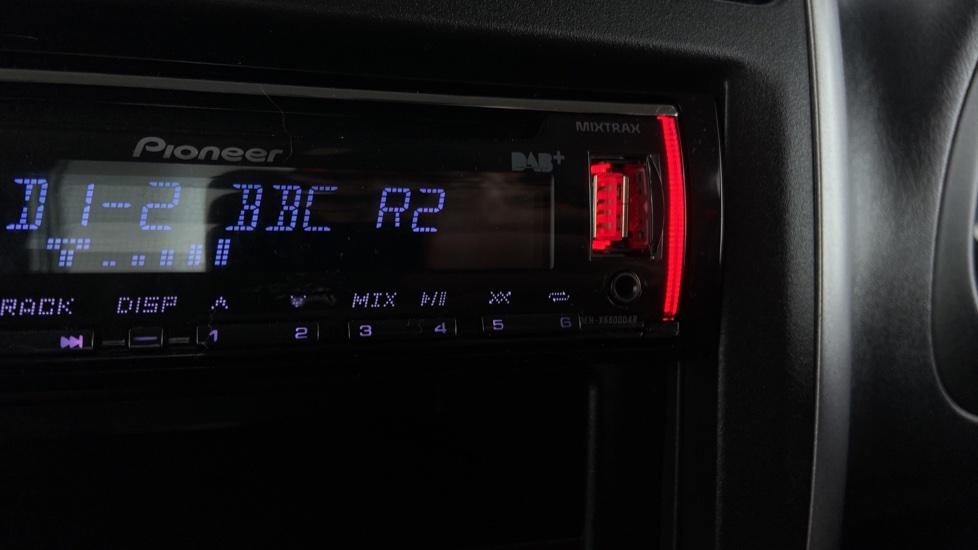 MIXTRAX
Pioneer
DAB+
D1-2 BBC R2
RACK DISP MIX
1 2 3 4 5 6